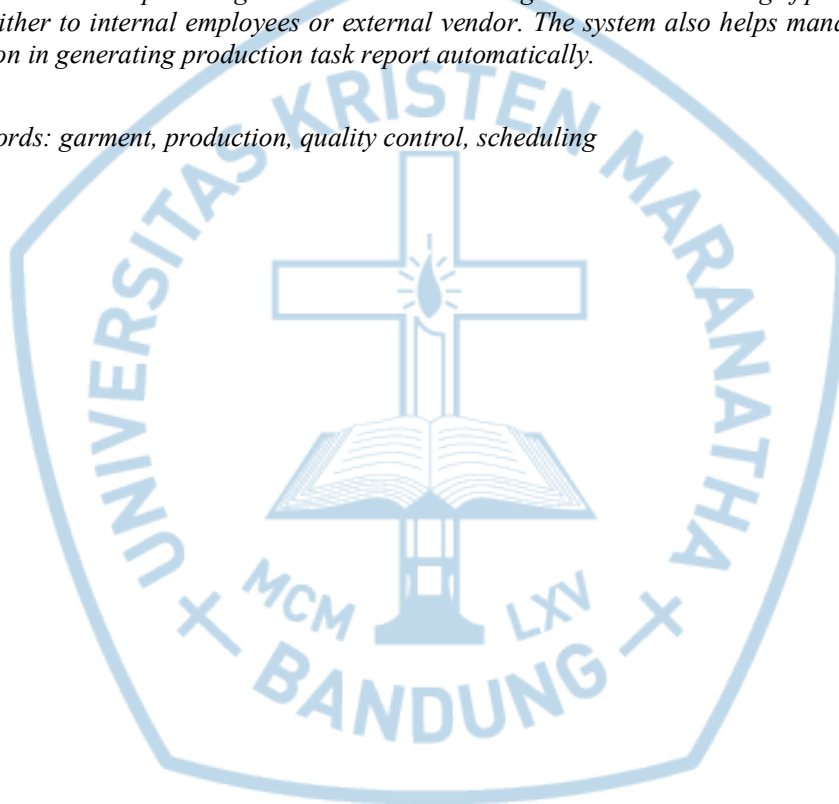 either to internal employees or external vendor. The system also helps
on in generating production task report automatically.
ords: garment, production, quality control, scheduling
UNIVERSITAS KRISTEN MARANATHA
MCM LXV
BANDUNG